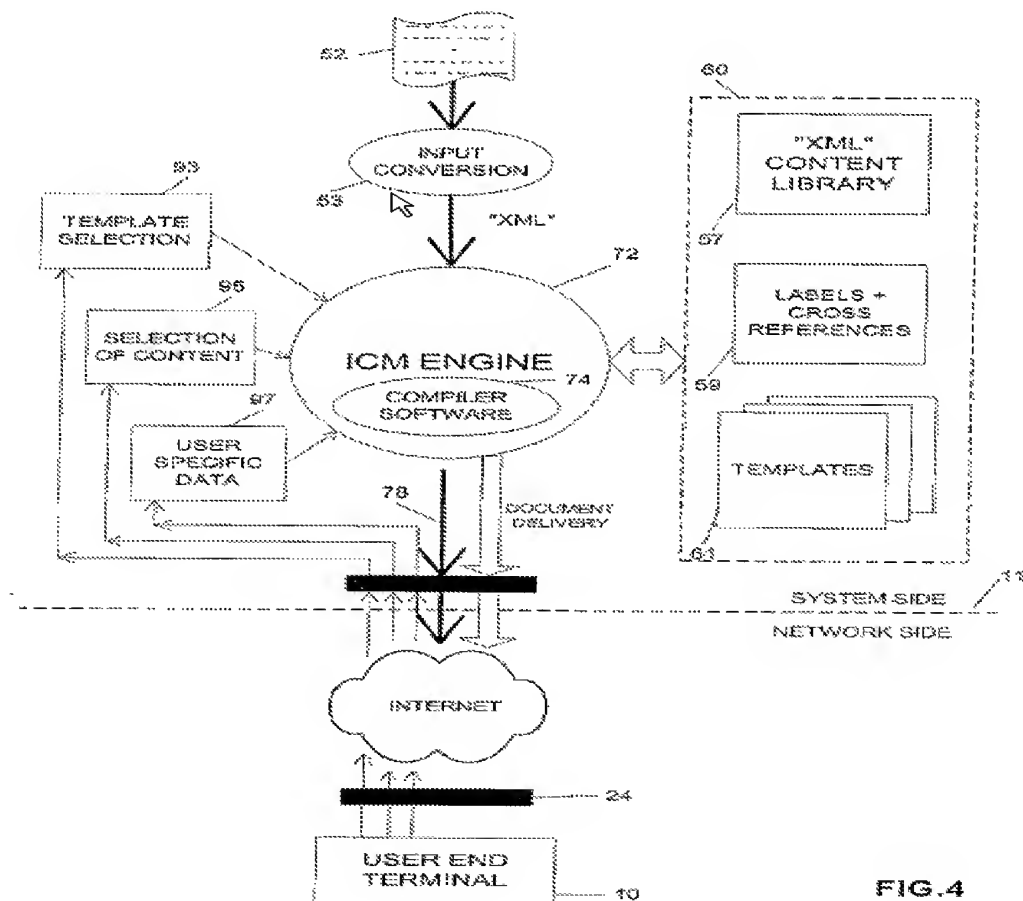 52
INPUT
CONVERSION
53
"XML"
60
"XML"
CONTENT
LIBRARY
57
93
TEMPLATE
SELECTION
72
95
SELECTION
OF CONTENT
LABELS +
CROSS
REFERENCES
59
ICM ENGINE
74
COMPILER
SOFTWARE
97
USER
SPECIFIC
DATA
TEMPLATES
61
78
DOCUMENT
DELIVERY
11
SYSTEM SIDE
NETWORK SIDE
INTERNET
24
USER END
TERMINAL
10
FIG.4